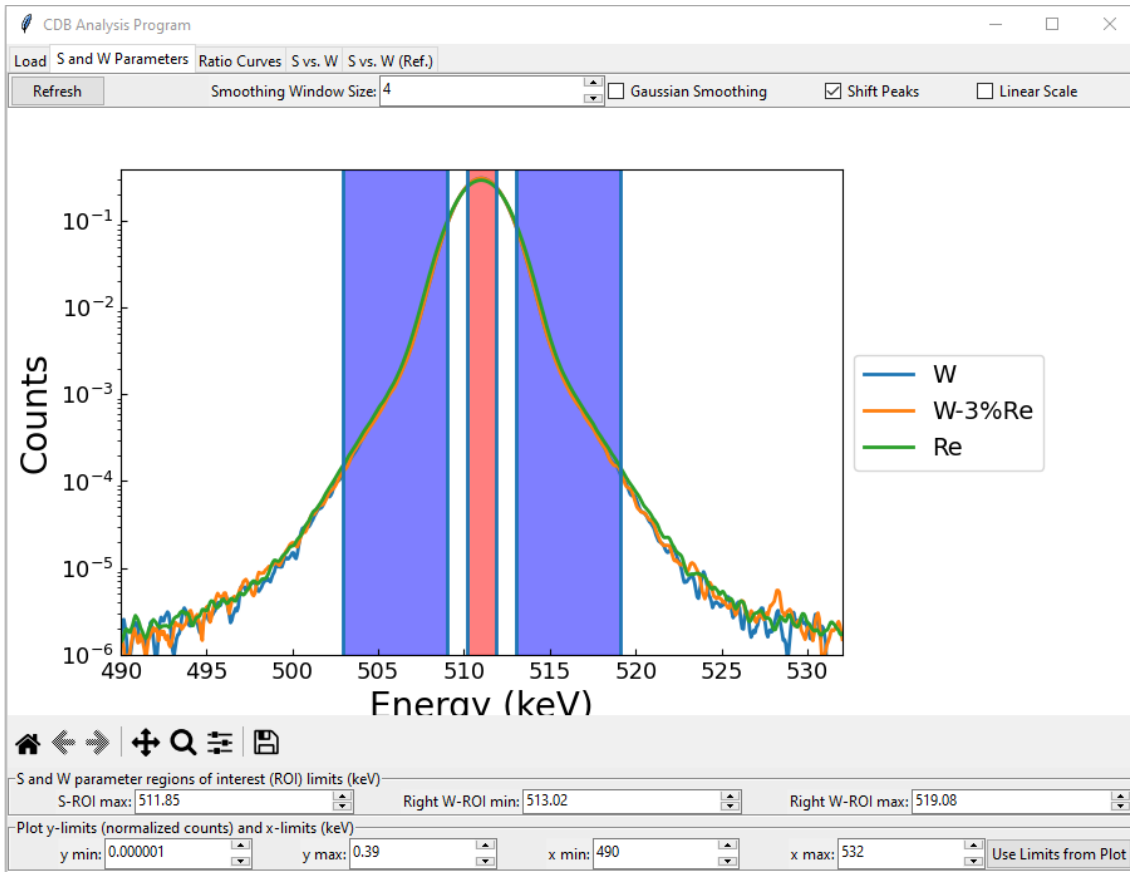 CDB Analysis Program
Load S and W Parameters Ratio Curves S vs. W S vs. W (Ref.)
Refresh Smoothing Window Size: 4 Gaussian Smoothing Shift Peaks Linear Scale
10⁻¹
10⁻²
10⁻³
10⁻⁴
10⁻⁵
10⁻⁶
Counts
W
W-3%Re
Re
490 495 500 505 510 515 520 525 530
Energy (keV)
S and W parameter regions of interest (ROI) limits (keV)
S-ROI max: 511.85 Right W-ROI min: 513.02 Right W-ROI max: 519.08
Plot y-limits (normalized counts) and x-limits (keV)
y min: 0.000001 y max: 0.39 x min: 490 x max: 532 Use Limits from Plot